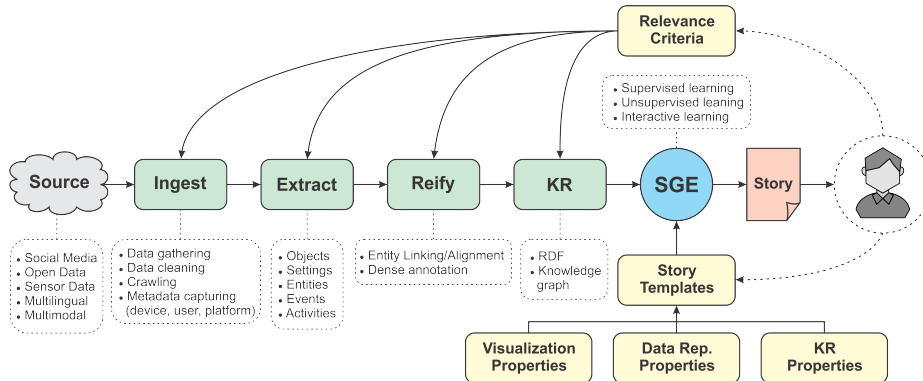 Relevance
Criteria
• Supervised learning
• Unsupervised leaning
• Interactive learning
Source
Ingest
Extract
Reify
KR
SGE
Story
• Social Media
• Open Data
• Sensor Data
• Multilingual
• Multimodal
• Data gathering
• Data cleaning
• Crawling
• Metadata capturing
(device, user, platform)
• Objects
• Settings
• Entities
• Events
• Activities
• Entity Linking/Alignment
• Dense annotation
• RDF
• Knowledge
graph
Story
Templates
Visualization
Properties
Data Rep.
Properties
KR
Properties